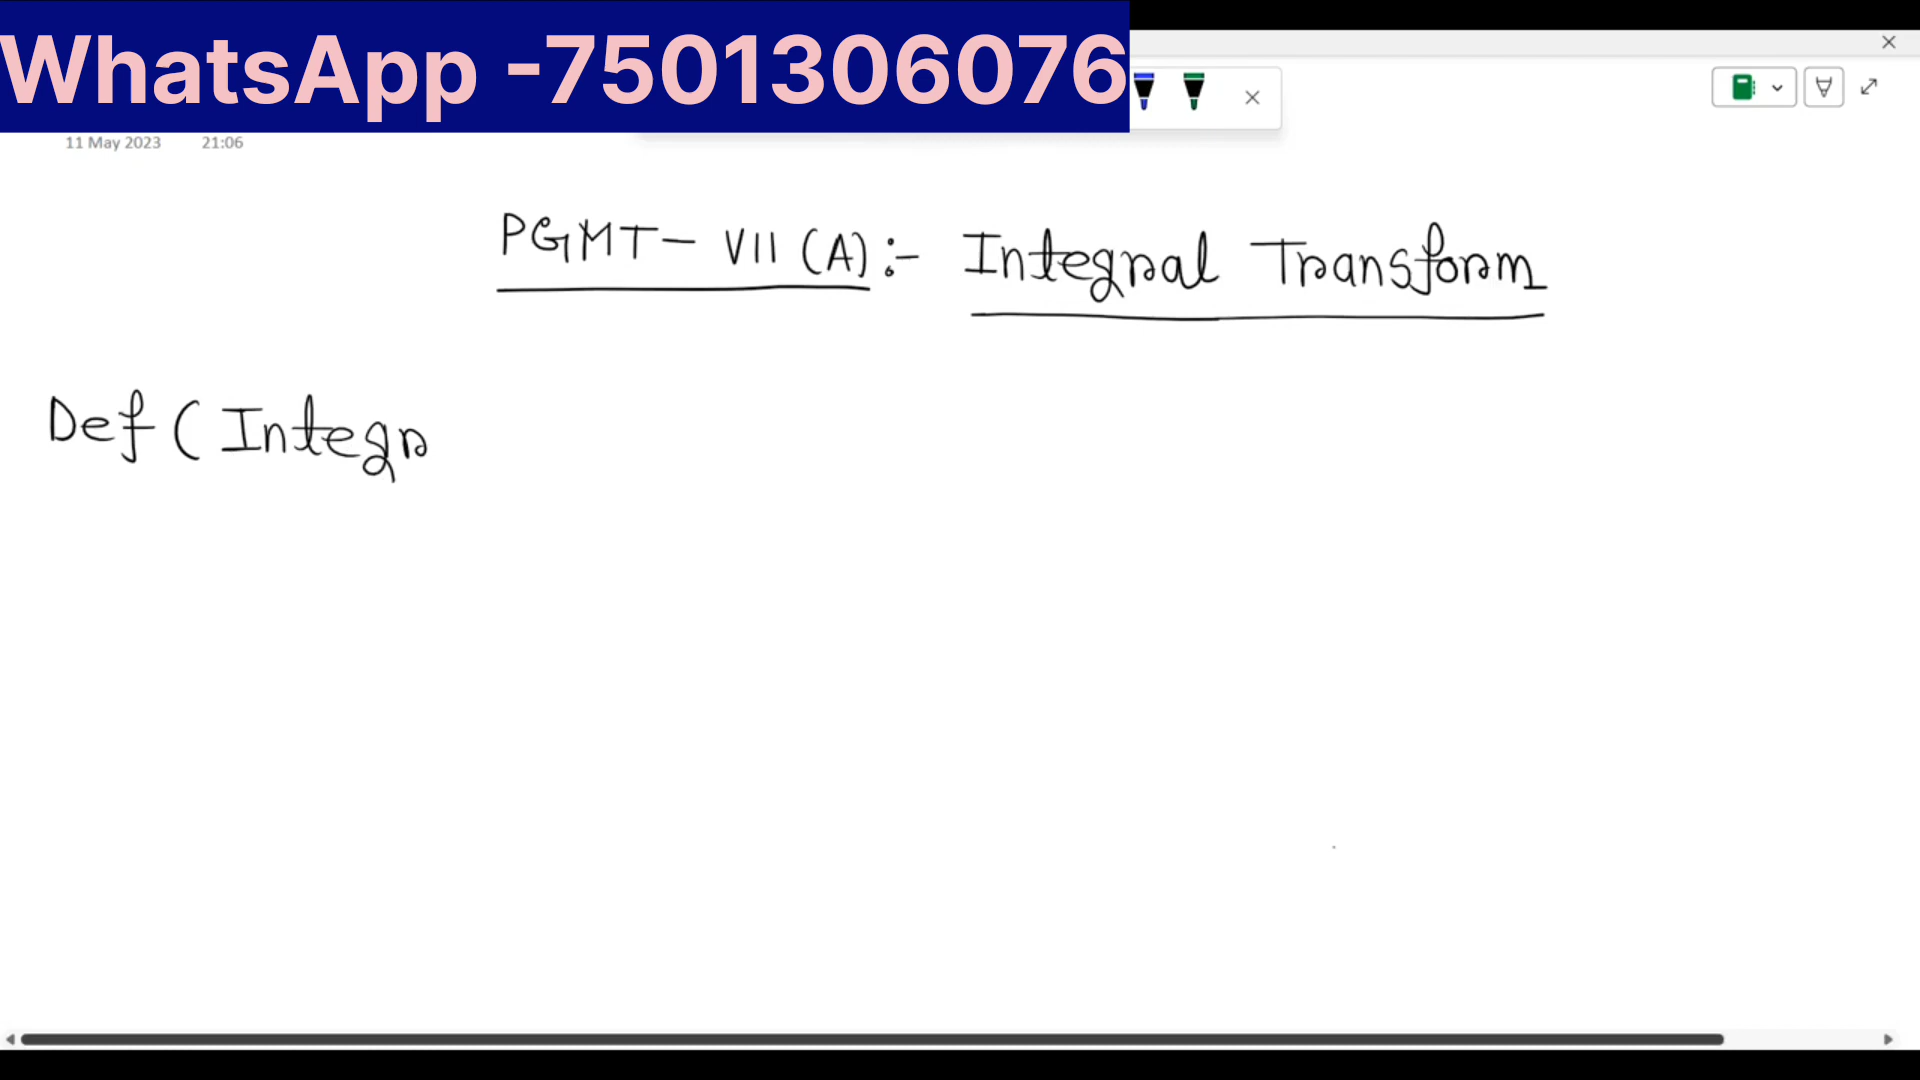 WhatsApp -7501306076
11 May 2023 21:06
PGMT- VII (A):- Integral Transform
Def ( Integr